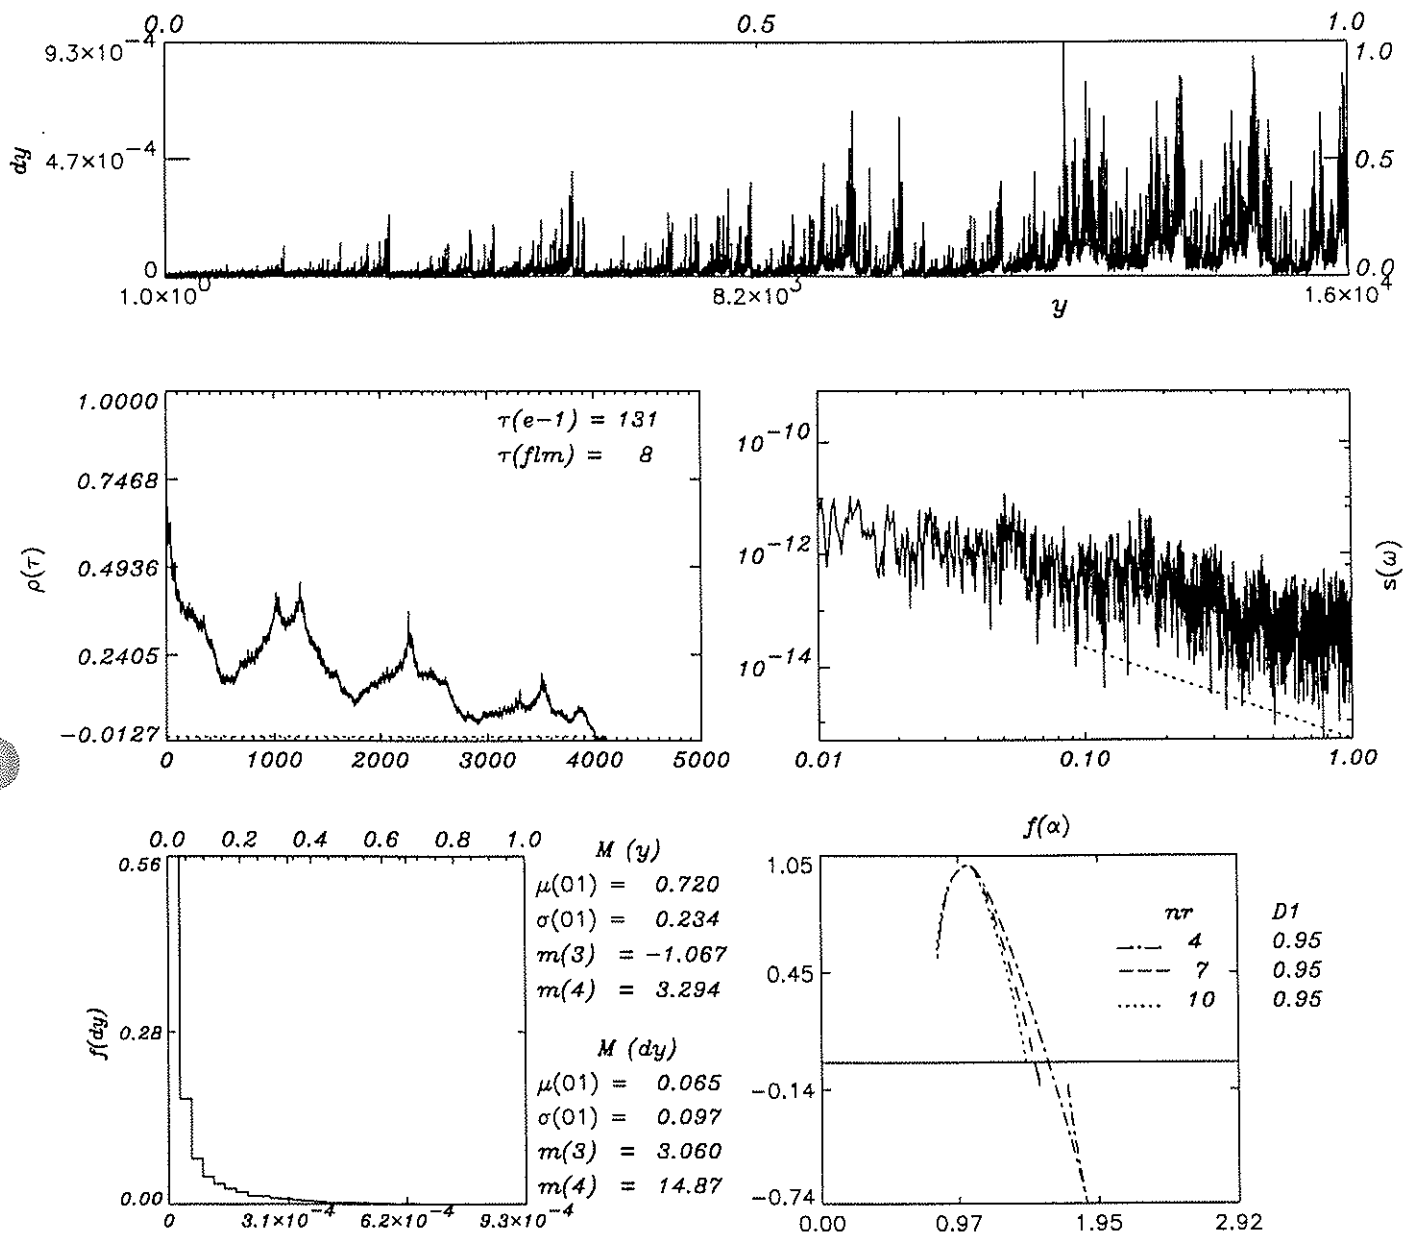 0.0 0.5 1.0
9.3×10⁻⁴ 1.0
dy 4.7×10⁻⁴ 0.5
0 0.0
1.0×10⁰ 8.2×10³ y 1.6×10⁴
1.0000
τ(e−1) = 131
τ(flm) = 8
0.7468
ρ(τ) 0.4936
0.2405
−0.0127
0 1000 2000 3000 4000 5000
10⁻¹⁰
10⁻¹² s(ω)
10⁻¹⁴
0.01 0.10 1.00
0.0 0.2 0.4 0.6 0.8 1.0
0.56
f(dy) 0.28
0.00
0 3.1×10⁻⁴ 6.2×10⁻⁴ 9.3×10⁻⁴
M (y)
μ(01) = 0.720
σ(01) = 0.234
m(3) = −1.067
m(4) = 3.294
M (dy)
μ(01) = 0.065
σ(01) = 0.097
m(3) = 3.060
m(4) = 14.87
f(α)
1.05
nr D1
4 0.95
0.45 7 0.95
10 0.95
−0.14
−0.74
0.00 0.97 1.95 2.92